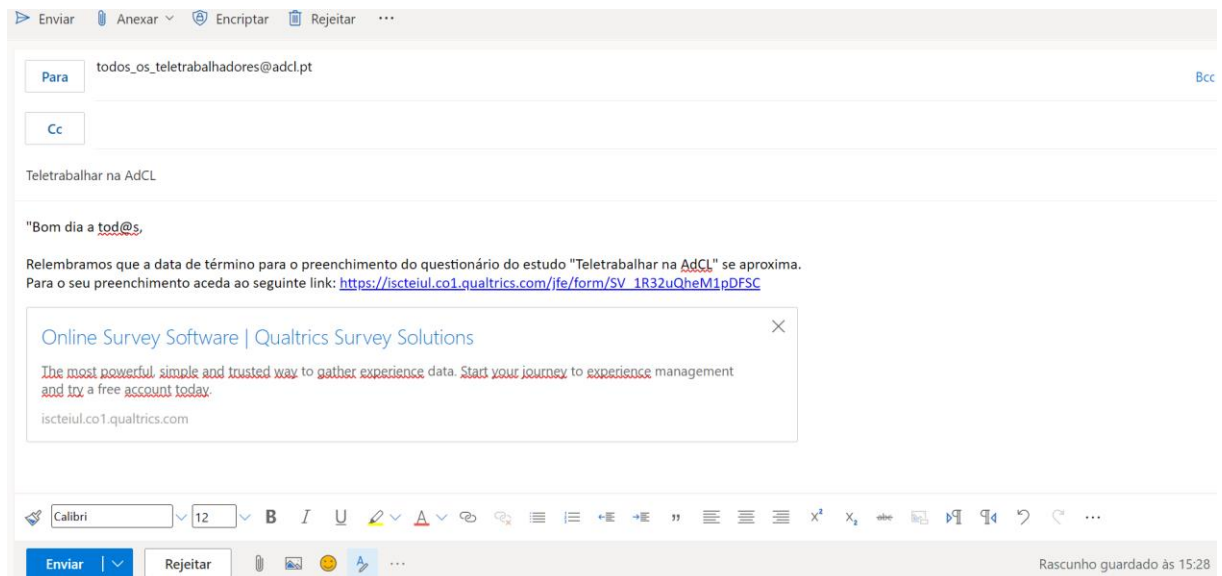 Enviar Anexar Encriptar Rejeitar ...
Para todos_os_teletrabalhadores@adcl.pt Bcc
Cc
Teletrabalhar na AdCL
"Bom dia a tod@s,
Relembramos que a data de término para o preenchimento do questionário do estudo "Teletrabalhar na AdCL" se aproxima.
Para o seu preenchimento aceda ao seguinte link: https://iscteiul.co1.qualtrics.com/jfe/form/SV_1R32uQheM1pDFSC
Online Survey Software | Qualtrics Survey Solutions
The most powerful, simple and trusted way to gather experience data. Start your journey to experience management
and try a free account today.
iscteiul.co1.qualtrics.com
Calibri 12 B I U A abc x² x₂ ...
Enviar Rejeitar ... Rascunho guardado às 15:28